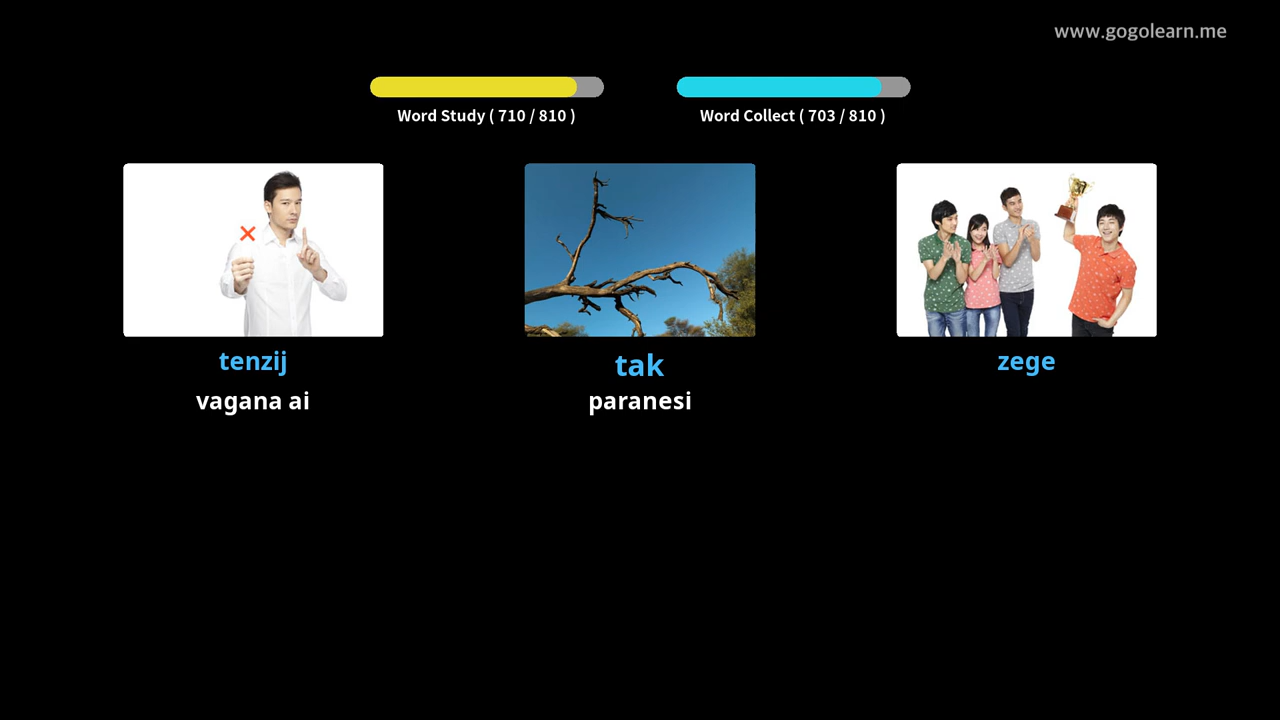 www.gogolearn.me
Word Study ( 710 / 810 )
Word Collect ( 703 / 810 )
tenzij
tak
zege
vagana ai
paranesi